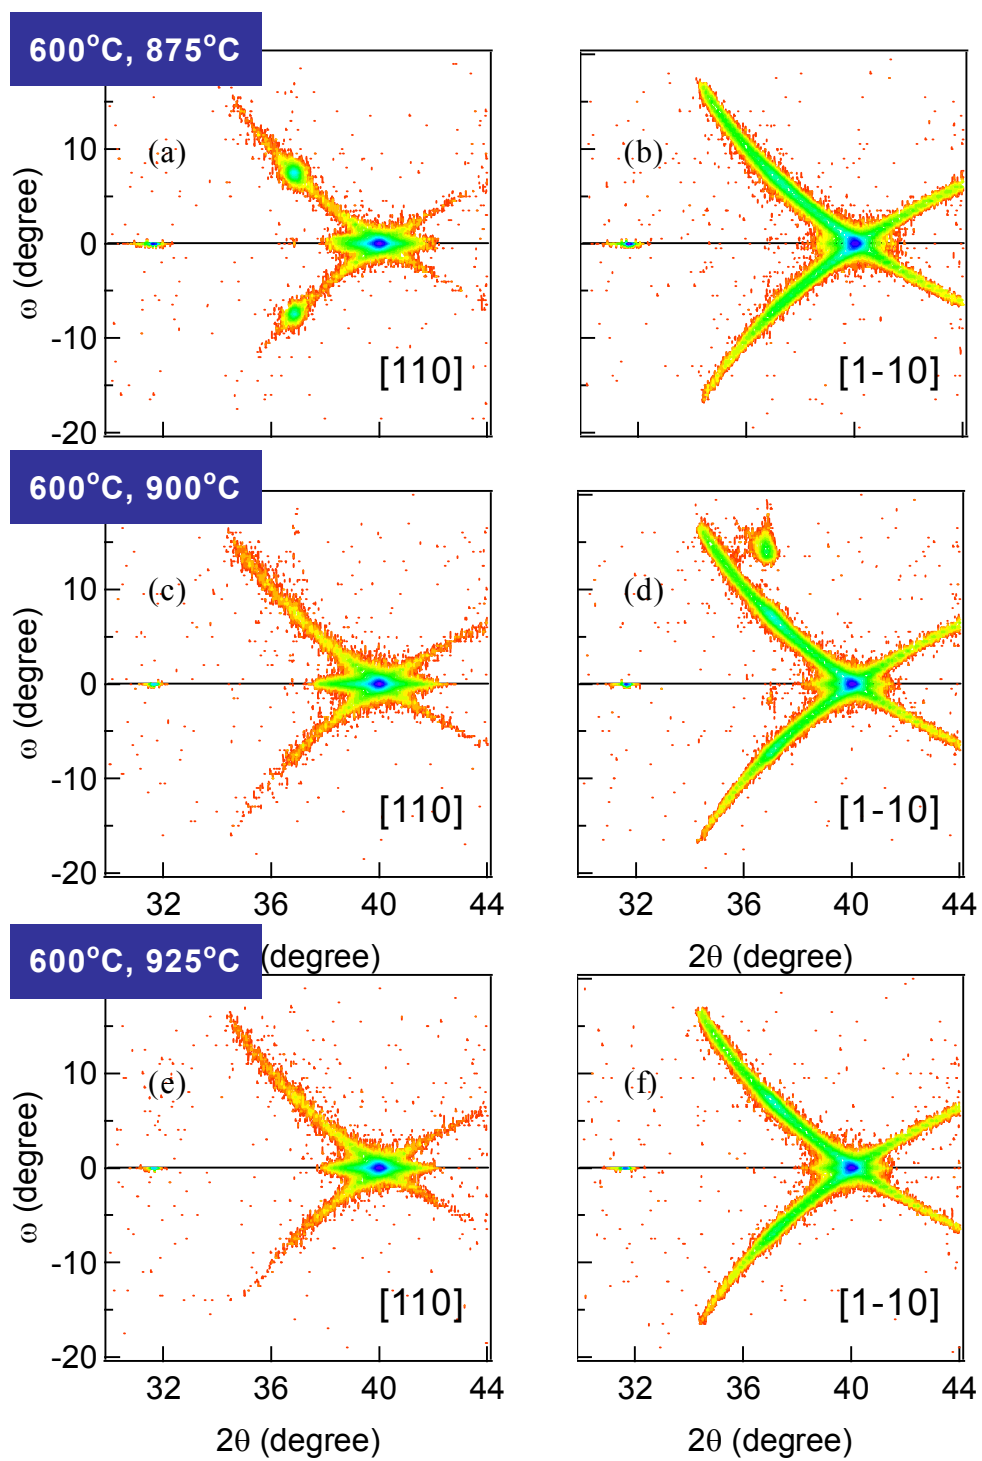 600°C, 875°C
(a)
(b)
10
0
-10
-20
ω (degree)
[110]
[1-10]
600°C, 900°C
(c)
(d)
10
0
-10
-20
ω (degree)
[110]
[1-10]
32 36 40 44
32 36 40 44
(degree)
2θ (degree)
600°C, 925°C
(e)
(f)
10
0
-10
-20
ω (degree)
[110]
[1-10]
32 36 40 44
32 36 40 44
2θ (degree)
2θ (degree)